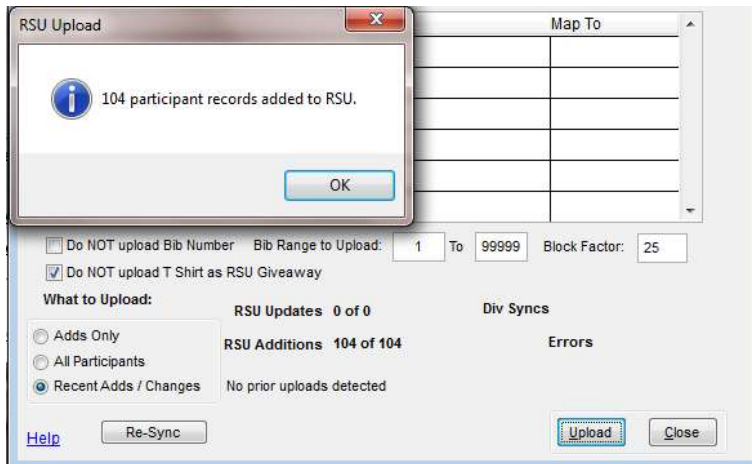 RSU Upload
Map To
104 participant records added to RSU.
OK
Do NOT upload Bib Number Bib Range to Upload: 1 To 99999 Block Factor: 25
Do NOT upload T Shirt as RSU Giveaway
What to Upload:
RSU Updates 0 of 0 Div Syncs
Adds Only
RSU Additions 104 of 104 Errors
All Participants
Recent Adds / Changes No prior uploads detected
Help Re-Sync Upload Close